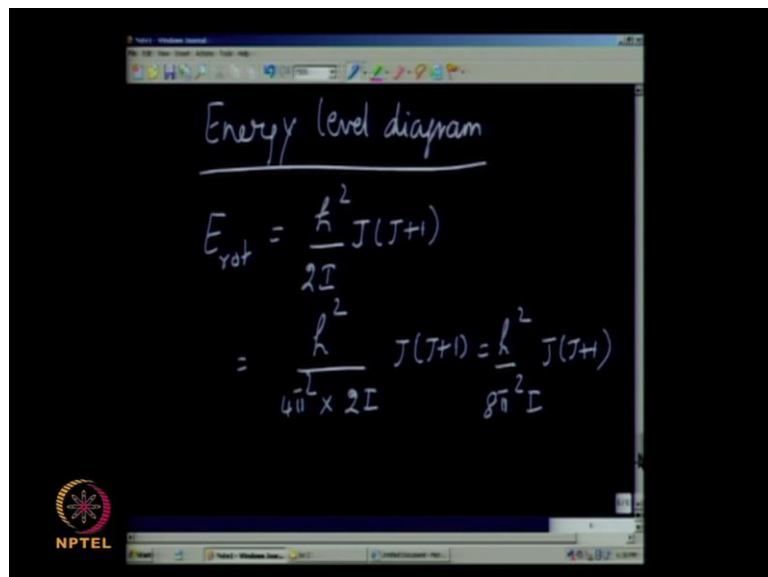 Energy level diagram
E_rot = ℏ²/2I J(J+1)
= h²/4π² × 2I J(J+1) = h²/8π²I J(J+1)
NPTEL